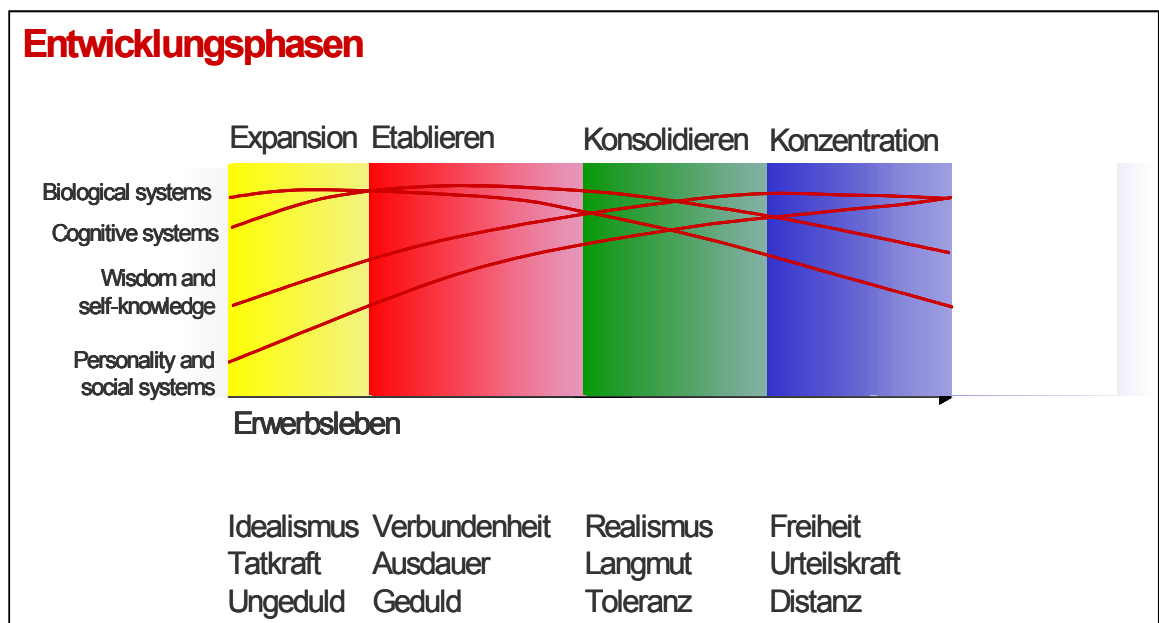 Entwicklungsphasen
Expansion Etablieren Konsolidieren Konzentration
Biological systems
Cognitive systems
Wisdom and
self-knowledge
Personality and
social systems
Erwerbsleben
Idealismus Verbundenheit Realismus Freiheit
Tatkraft Ausdauer Langmut Urteilskraft
Ungeduld Geduld Toleranz Distanz